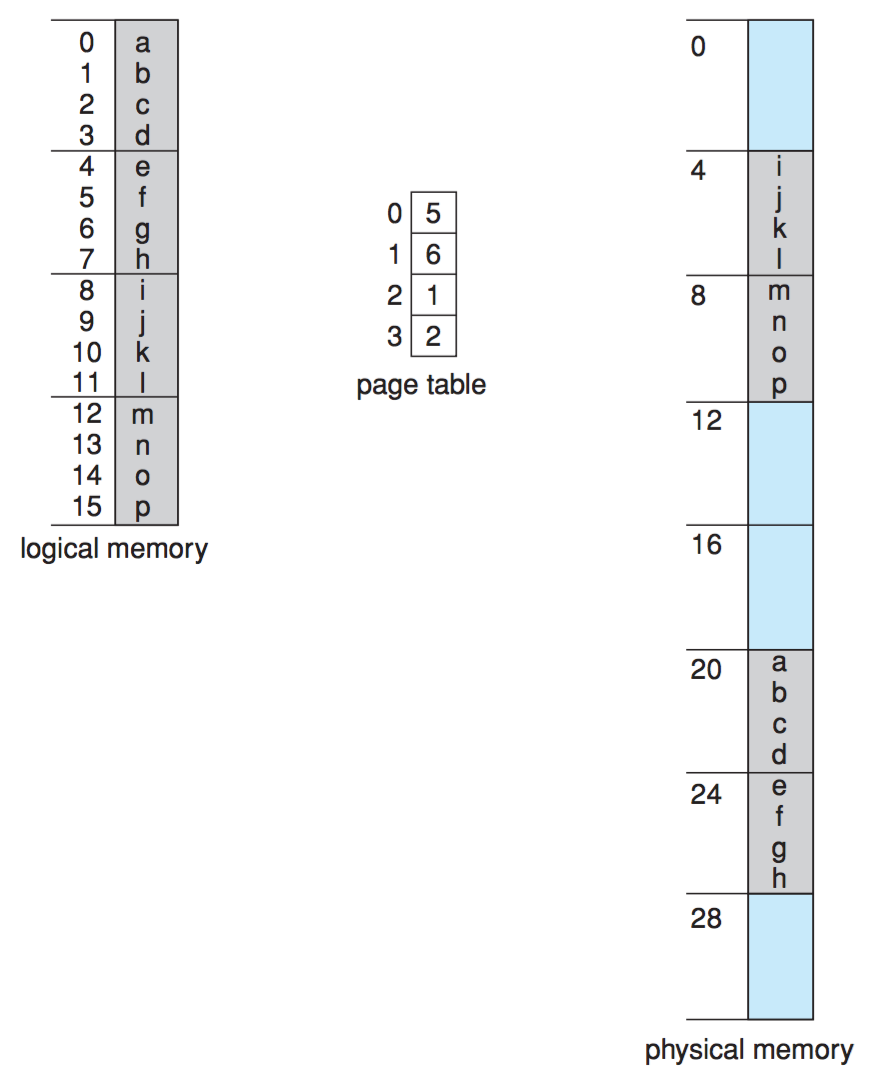 0 a
1 b
2 c
3 d
4 e
5 f
6 g
7 h
8 i
9 j
10 k
11 l
12 m
13 n
14 o
15 p
logical memory
0 5
1 6
2 1
3 2
page table
0
4 i
j
k
l
8 m
n
o
p
12
16
20 a
b
c
d
24 e
f
g
h
28
physical memory